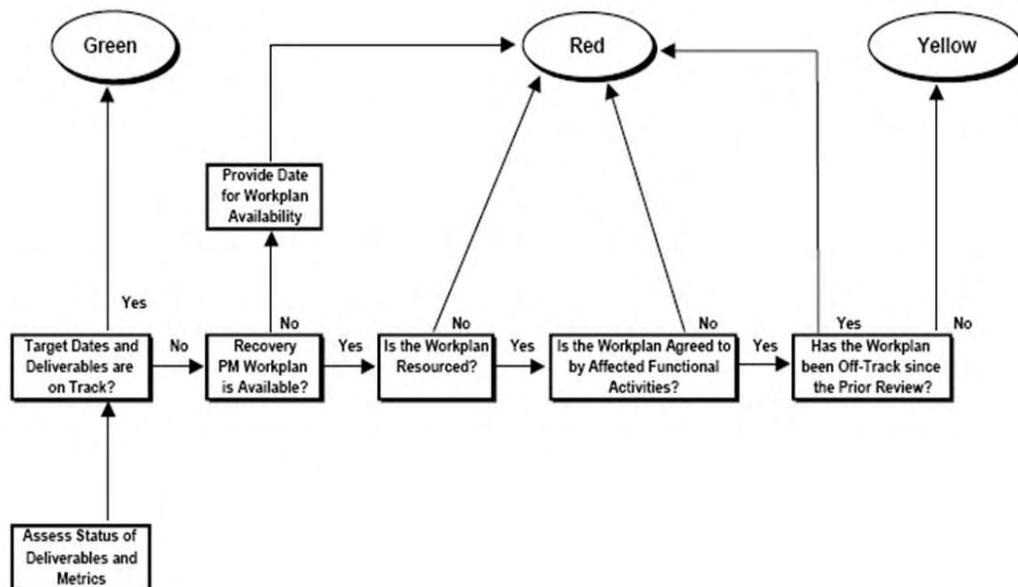 Green
Red
Yellow
Provide Date
for Workplan
Availability
Yes
No
No
No
Yes
No
Target Dates and
Deliverables are
on Track?
No
Recovery
PM Workplan
is Available?
Yes
Is the Workplan
Resourced?
Yes
Is the Workplan Agreed to
by Affected Functional
Activities?
Yes
Has the Workplan
been Off-Track since
the Prior Review?
Assess Status of
Deliverables and
Metrics